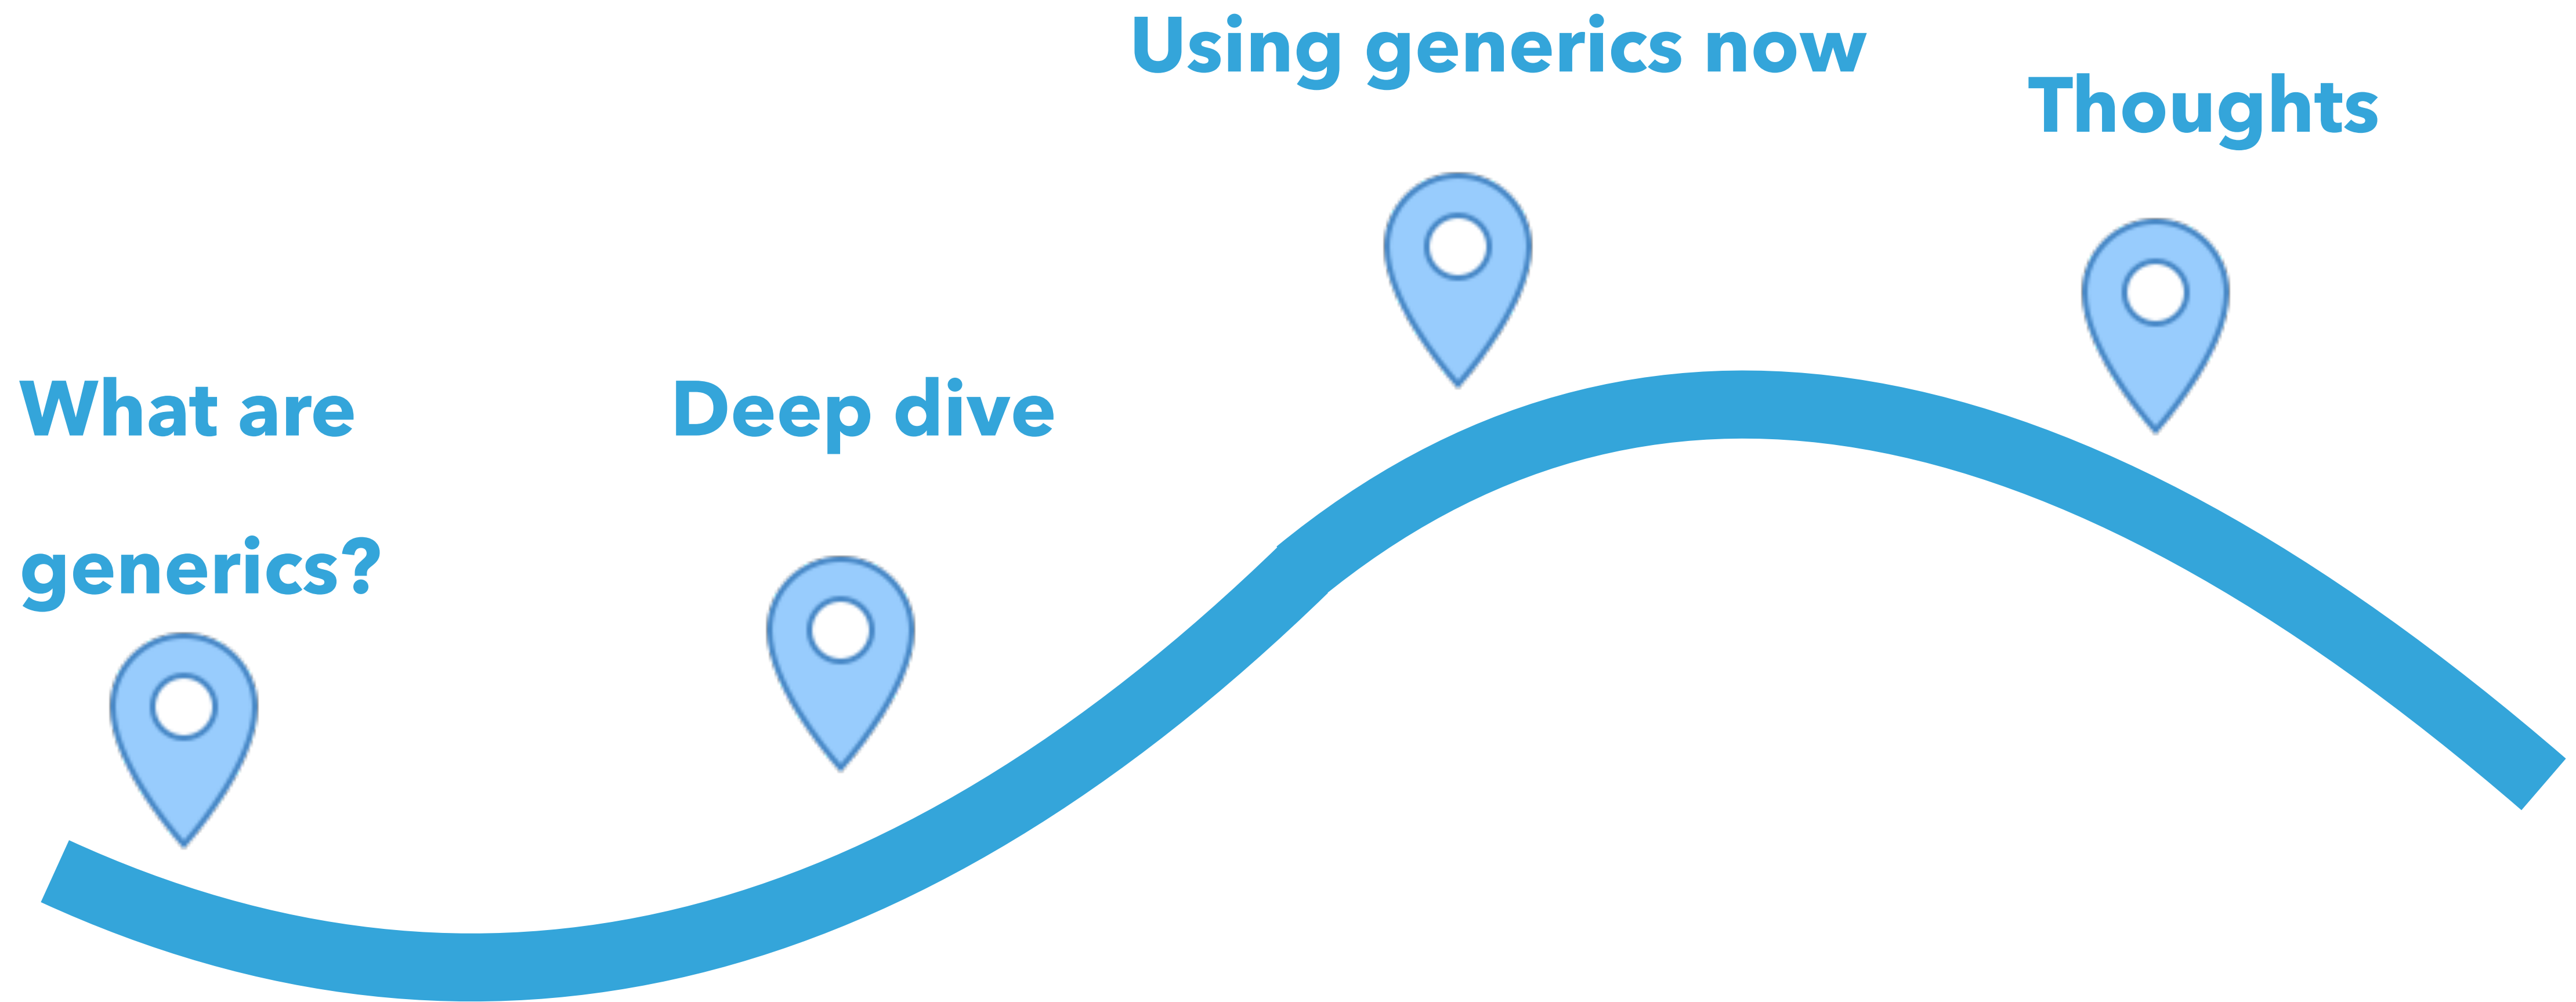 What are
generics?
Deep dive
Using generics now
Thoughts